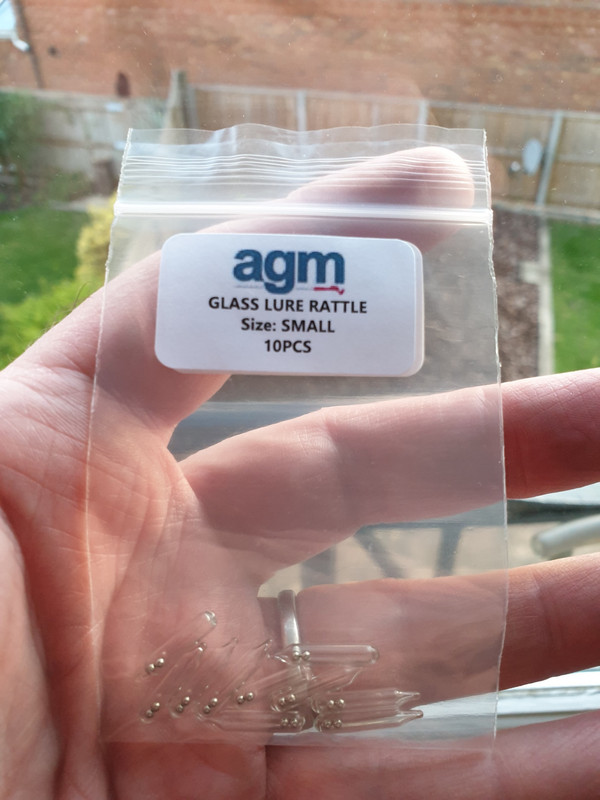 agm
GLASS LURE RATTLE
Size: SMALL
10PCS